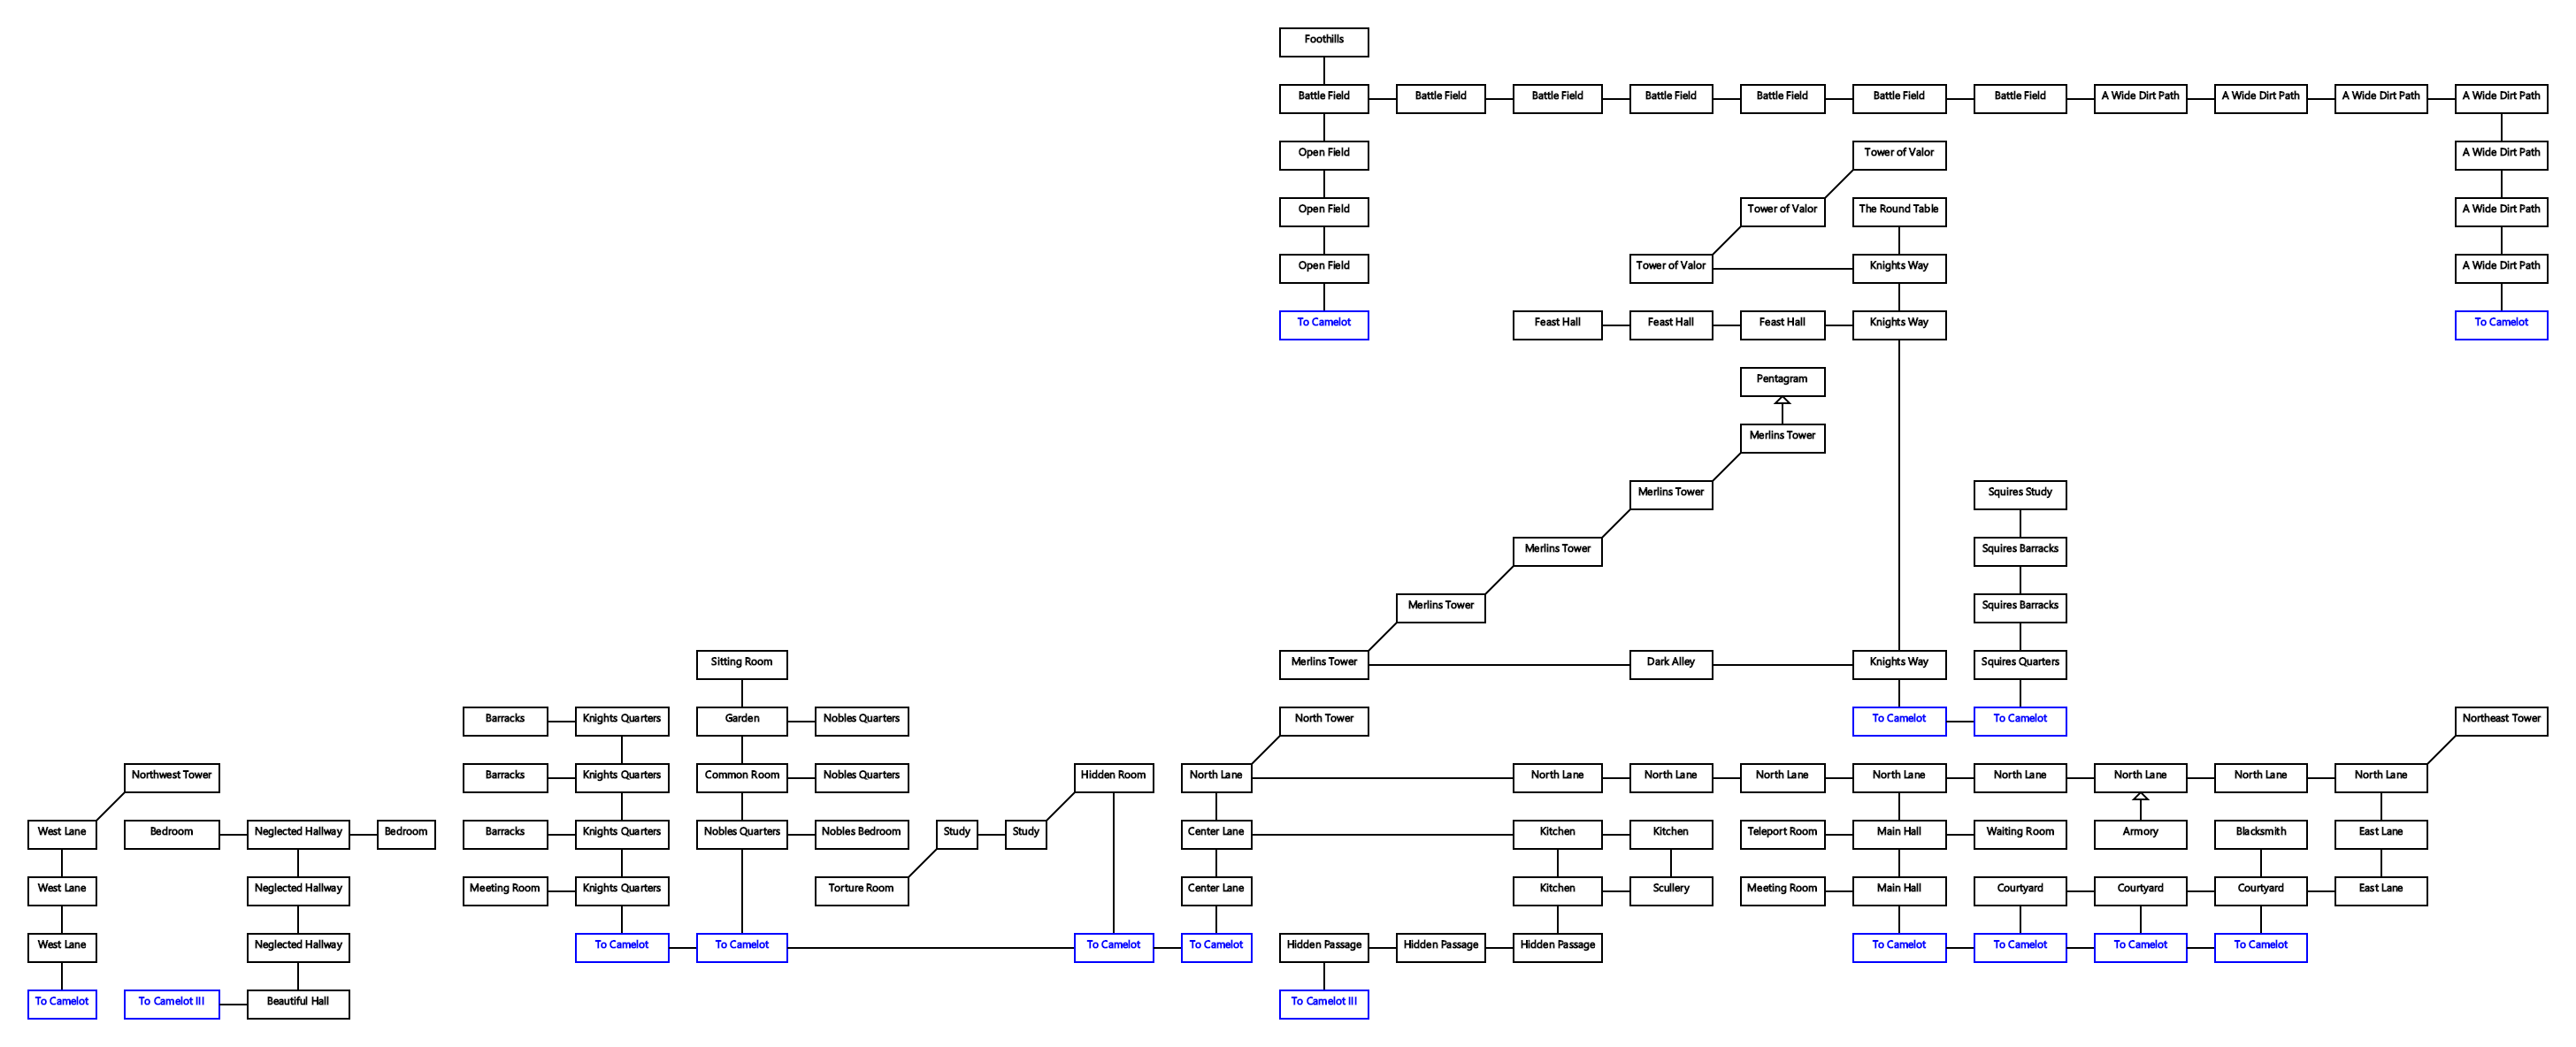 Foothills
Battle Field Battle Field Battle Field Battle Field Battle Field Battle Field Battle Field A Wide Dirt Path A Wide Dirt Path A Wide Dirt Path A Wide Dirt Path
Open Field Tower of Valor A Wide Dirt Path
Open Field Tower of Valor The Round Table A Wide Dirt Path
Open Field Tower of Valor Knights Way A Wide Dirt Path
To Camelot Feast Hall Feast Hall Feast Hall Knights Way To Camelot
Pentagram
Merlins Tower
Merlins Tower Squires Study
Merlins Tower Squires Barracks
Merlins Tower Squires Barracks
Sitting Room Merlins Tower Dark Alley Knights Way Squires Quarters
Barracks Knights Quarters Garden Nobles Quarters North Tower To Camelot To Camelot Northeast Tower
Northwest Tower Barracks Knights Quarters Common Room Nobles Quarters Hidden Room North Lane North Lane North Lane North Lane North Lane North Lane North Lane North Lane North Lane
West Lane Bedroom Neglected Hallway Bedroom Barracks Knights Quarters Nobles Quarters Nobles Bedroom Study Study Center Lane Kitchen Kitchen Teleport Room Main Hall Waiting Room Armory Blacksmith East Lane
West Lane Neglected Hallway Meeting Room Knights Quarters Torture Room Center Lane Kitchen Scullery Meeting Room Main Hall Courtyard Courtyard Courtyard East Lane
West Lane Neglected Hallway To Camelot To Camelot To Camelot To Camelot Hidden Passage Hidden Passage Hidden Passage To Camelot To Camelot To Camelot To Camelot
To Camelot To Camelot III Beautiful Hall To Camelot III